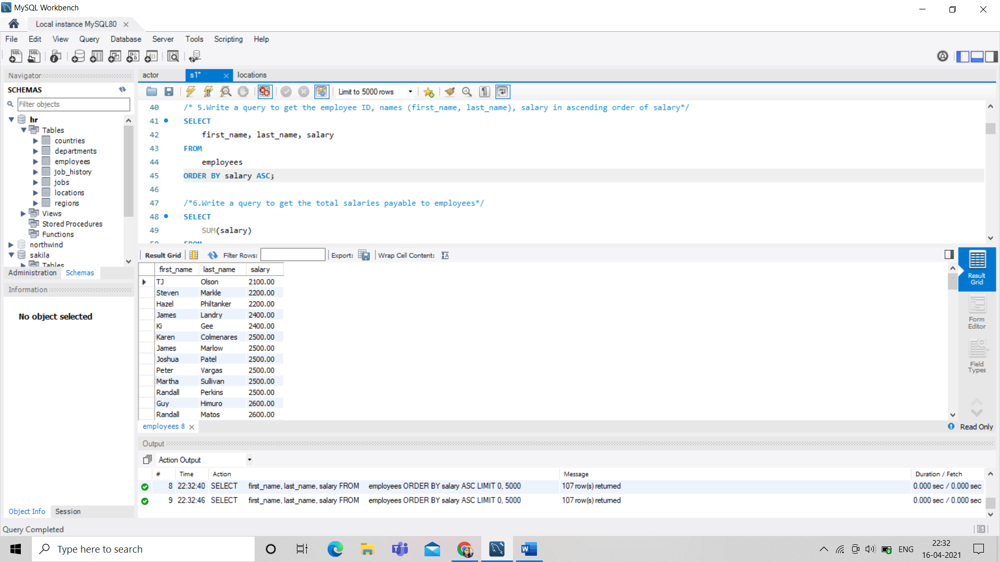 MySQL Workbench
Local instance MySQL80
File Edit View Query Database Server Tools Scripting Help
Navigator
SCHEMAS
Filter objects
hr
Tables
countries
departments
employees
job_history
jobs
locations
regions
Views
Stored Procedures
Functions
northwind
sakila
Tables
Administration Schemas
Information
No object selected
Object Info Session
actor s1* locations
Limit to 5000 rows
40 /* 5.Write a query to get the employee ID, names (first_name, last_name), salary in ascending order of salary*/
41 SELECT
42 first_name, last_name, salary
43 FROM
44 employees
45 ORDER BY salary ASC;
46
47 /*6.Write a query to get the total salaries payable to employees*/
48 SELECT
49 SUM(salary)
50 FROM
Result Grid Filter Rows: Export: Wrap Cell Content:
first_name last_name salary
TJ Olson 2100.00
Steven Markle 2200.00
Hazel Philtanker 2200.00
James Landry 2400.00
Ki Gee 2400.00
Karen Colmenares 2500.00
James Marlow 2500.00
Joshua Patel 2500.00
Peter Vargas 2500.00
Martha Sullivan 2500.00
Randall Perkins 2500.00
Guy Himuro 2600.00
Randall Matos 2600.00
Result
Grid
Form
Editor
Field
Types
employees 8
Read Only
Output
Action Output
# Time Action Message Duration / Fetch
8 22:32:40 SELECT first_name, last_name, salary FROM employees ORDER BY salary ASC LIMIT 0, 5000 107 row(s) returned 0.000 sec / 0.000 sec
9 22:32:46 SELECT first_name, last_name, salary FROM employees ORDER BY salary ASC LIMIT 0, 5000 107 row(s) returned 0.000 sec / 0.000 sec
Query Completed
Type here to search
ENG
22:32
16-04-2021